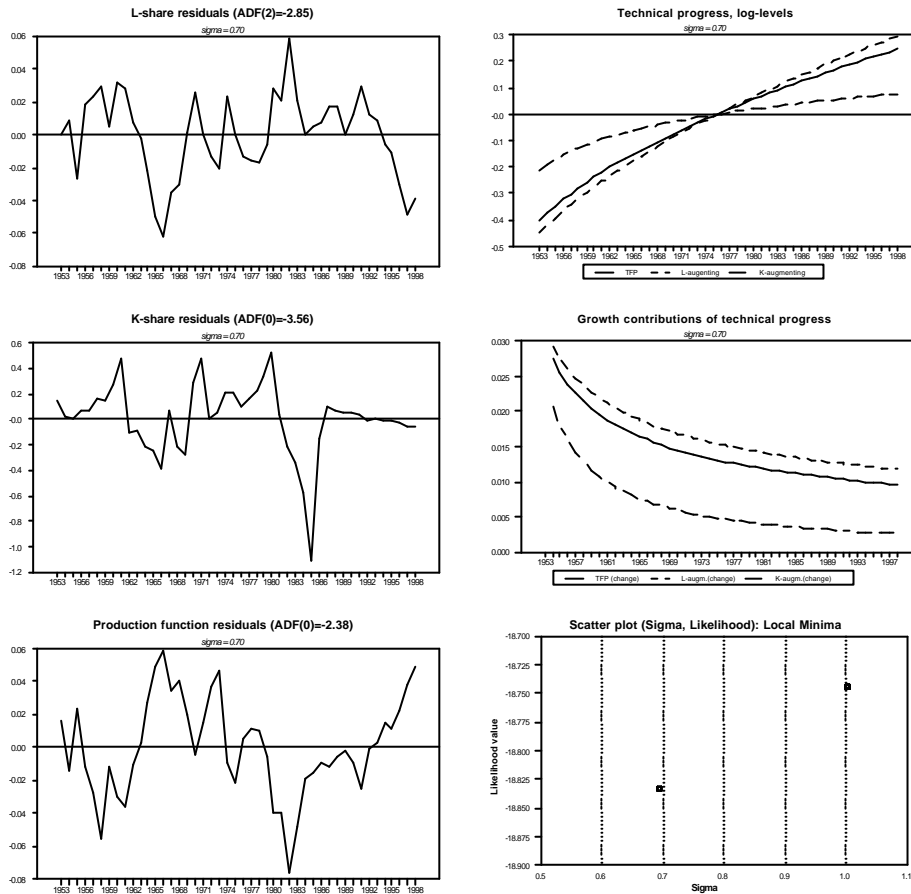 L-share residuals (ADF(2)=-2.85)
sigma = 0.70
0.06
0.04
0.02
0.00
-0.02
-0.04
-0.06
-0.08
1953 1956 1959 1962 1965 1968 1971 1974 1977 1980 1983 1986 1989 1992 1995 1998
Technical progress, log-levels
sigma = 0.70
0.3
0.2
0.1
-0.0
-0.1
-0.2
-0.3
-0.4
-0.5
1953 1956 1959 1962 1965 1968 1971 1974 1977 1980 1983 1986 1989 1992 1995 1998
TFP L-augmenting K-augmenting
K-share residuals (ADF(0)=-3.56)
sigma = 0.70
0.6
0.4
0.2
-0.0
-0.2
-0.4
-0.6
-0.8
-1.0
-1.2
1953 1956 1959 1962 1965 1968 1971 1974 1977 1980 1983 1986 1989 1992 1995 1998
Growth contributions of technical progress
sigma = 0.70
0.030
0.025
0.020
0.015
0.010
0.005
0.000
1953 1957 1961 1965 1969 1973 1977 1981 1985 1989 1993 1997
TFP (change) L-augm.(change) K-augm.(change)
Production function residuals (ADF(0)=-2.38)
sigma = 0.70
0.06
0.04
0.02
0.00
-0.02
-0.04
-0.06
-0.08
1953 1956 1959 1962 1965 1968 1971 1974 1977 1980 1983 1986 1989 1992 1995 1998
Scatter plot (Sigma, Likelihood): Local Minima
Likelihood value
-18.700
-18.725
-18.750
-18.775
-18.800
-18.825
-18.850
-18.875
-18.900
0.5 0.6 0.7 0.8 0.9 1.0 1.1
Sigma